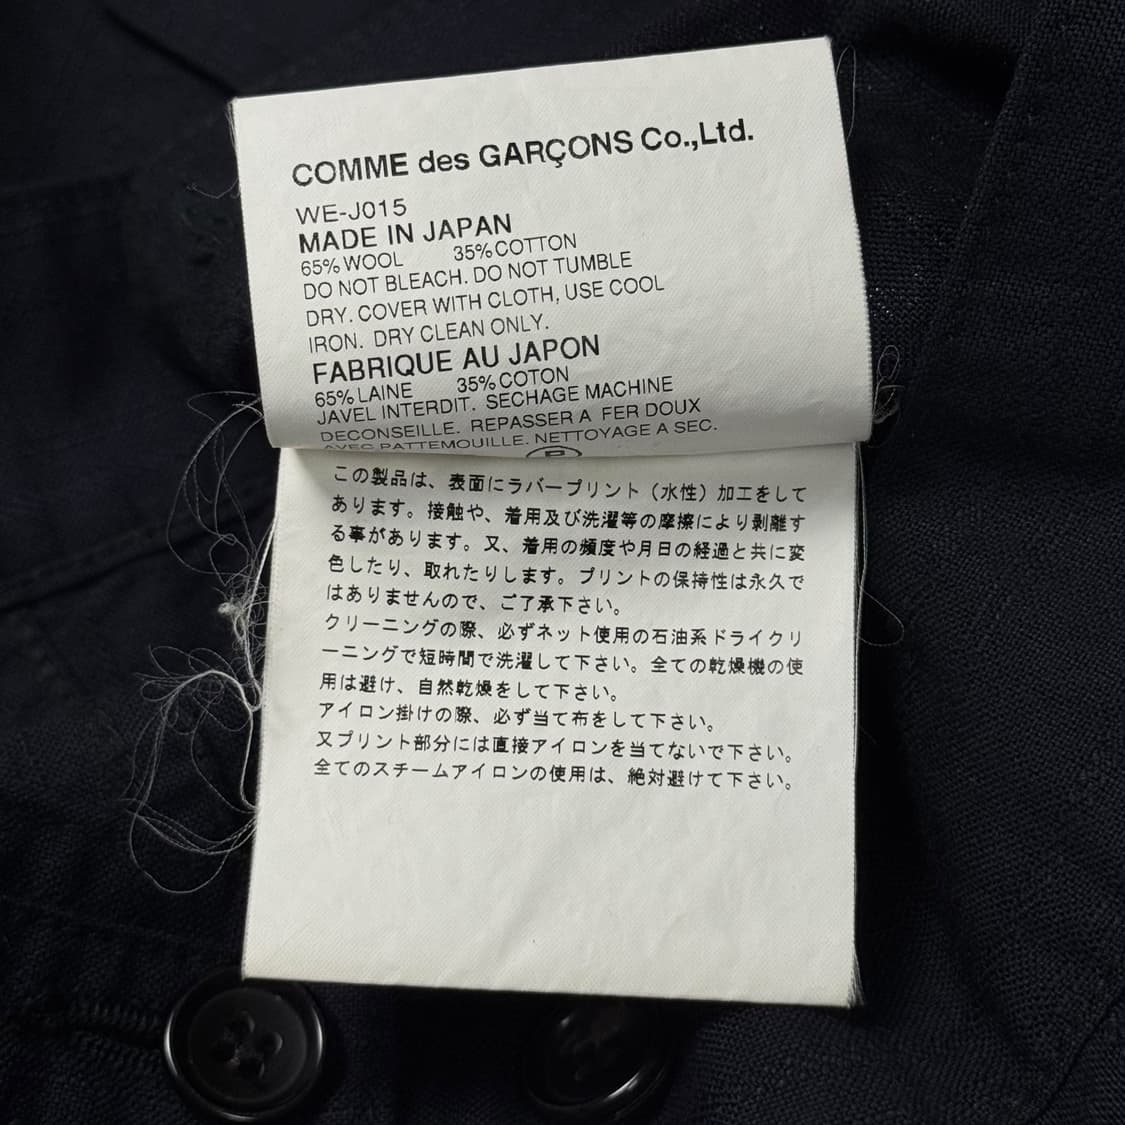 COMME des GARÇONS Co.,Ltd.
WE-J015
MADE IN JAPAN
65% WOOL 35% COTTON
DO NOT BLEACH. DO NOT TUMBLE
DRY. COVER WITH CLOTH, USE COOL
IRON. DRY CLEAN ONLY.
FABRIQUE AU JAPON
65% LAINE 35% COTON
JAVEL INTERDIT. SECHAGE MACHINE
DECONSEILLE. REPASSER A FER DOUX
AVEC PATTEMOUILLE. NETTOYAGE A SEC.
P
この製品は、表面にラバープリント（水性）加工をして
あります。接触や、着用及び洗濯等の摩擦により剥離す
る事があります。又、着用の頻度や月日の経過と共に変
色したり、取れたりします。プリントの保持性は永久で
はありませんので、ご了承下さい。
クリーニングの際、必ずネット使用の石油系ドライクリ
ーニングで短時間で洗濯して下さい。全ての乾燥機の使
用は避け、自然乾燥をして下さい。
アイロン掛けの際、必ず当て布をして下さい。
又プリント部分には直接アイロンを当てないで下さい。
全てのスチームアイロンの使用は、絶対避けて下さい。